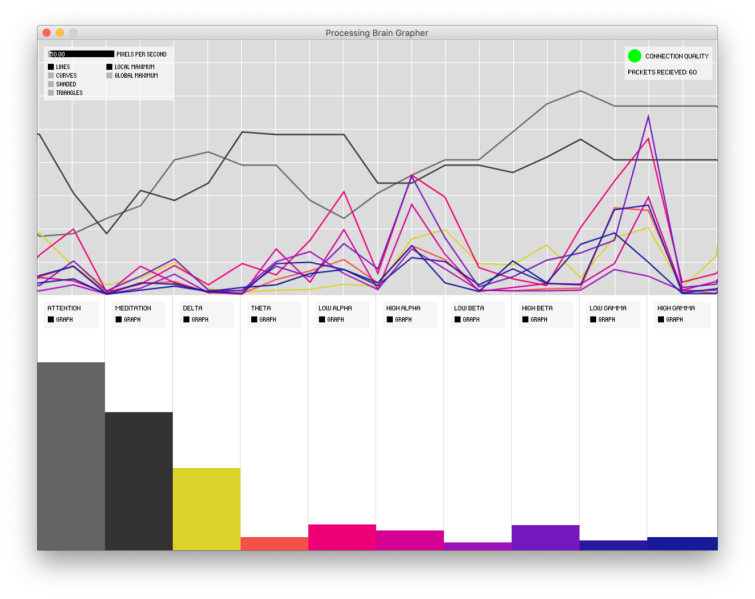 Processing Brain Grapher
50.00 PIXELS PER SECOND
LINES LOCAL MAXIMUM
CURVES GLOBAL MAXIMUM
SHADED
TRIANGLES
CONNECTION QUALITY
PACKETS RECIEVED: 60
ATTENTION MEDITATION DELTA THETA LOW ALPHA HIGH ALPHA LOW BETA HIGH BETA LOW GAMMA HIGH GAMMA
GRAPH GRAPH GRAPH GRAPH GRAPH GRAPH GRAPH GRAPH GRAPH GRAPH